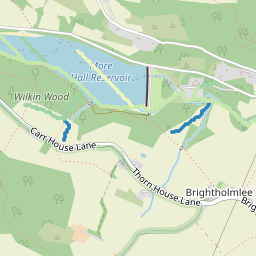 More
Hall Reservoir
Wilkin Wood
Carr House Lane
Thorn House Lane
Brightholmlee
Brig